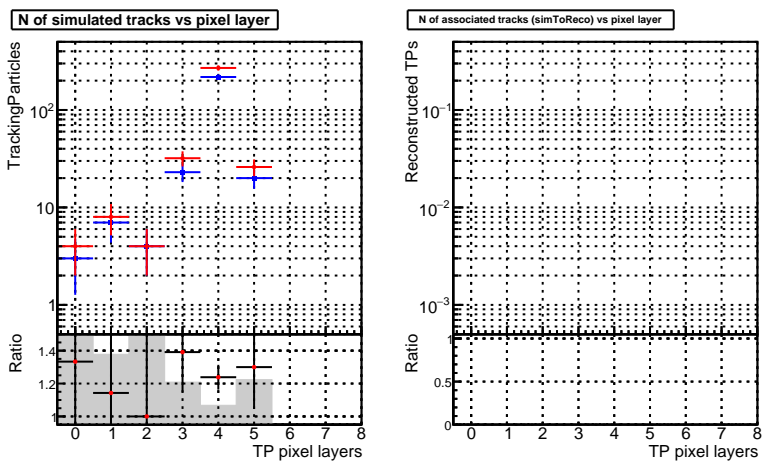 N of simulated tracks vs pixel layer
TrackingParticles
10²
10
1
Ratio
1.4
1.2
1
0 1 2 3 4 5 6 7 8
TP pixel layers
N of associated tracks (simToReco) vs pixel layer
Reconstructed TPs
10⁻¹
10⁻²
10⁻³
Ratio
1
0.5
0
0 1 2 3 4 5 6 7 8
TP pixel layers